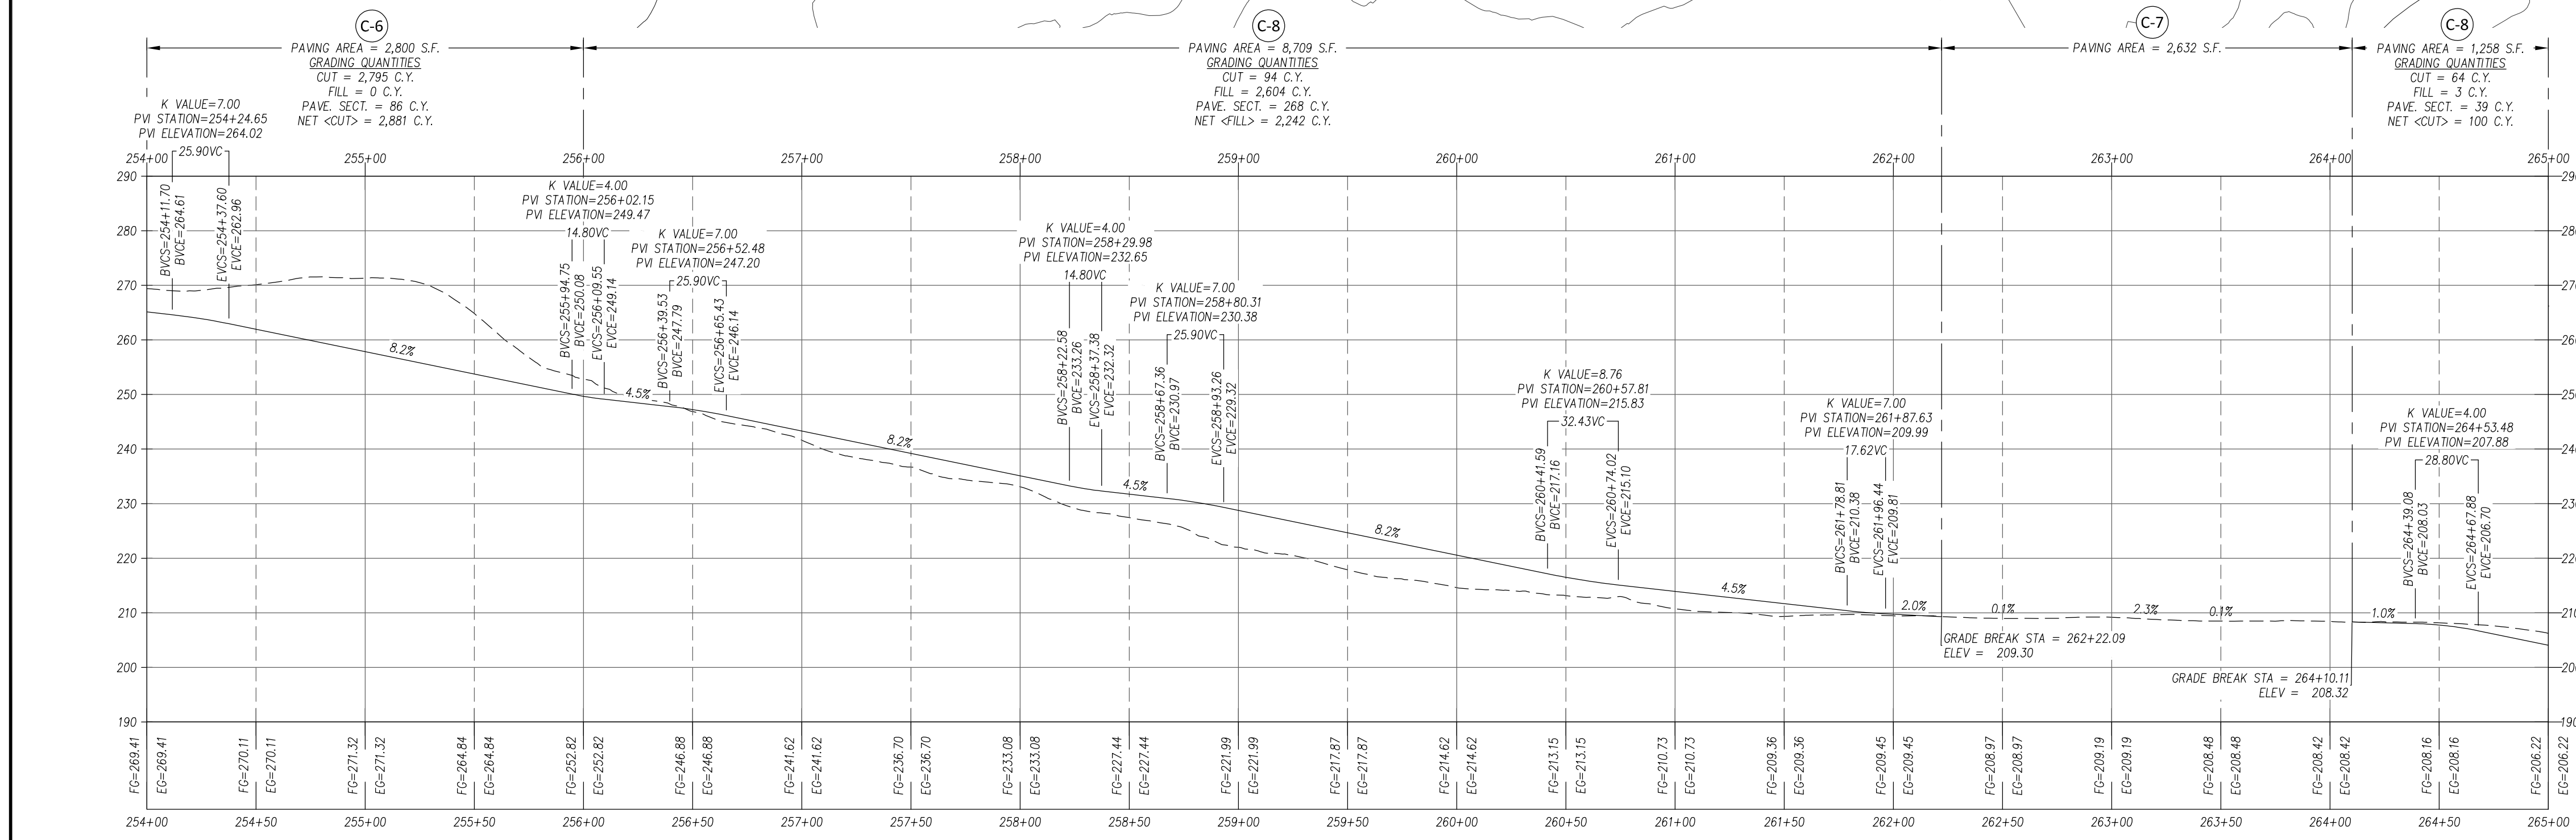 C-6
C-8
C-7
C-8
PAVING AREA = 2,800 S.F.
GRADING QUANTITIES
CUT = 2,795 C.Y.
FILL = 0 C.Y.
PAVE. SECT. = 86 C.Y.
NET <CUT> = 2,881 C.Y.
PAVING AREA = 8,709 S.F.
GRADING QUANTITIES
CUT = 94 C.Y.
FILL = 2,604 C.Y.
PAVE. SECT. = 268 C.Y.
NET <FILL> = 2,242 C.Y.
PAVING AREA = 2,632 S.F.
PAVING AREA = 1,258 S.F.
GRADING QUANTITIES
CUT = 64 C.Y.
FILL = 3 C.Y.
PAVE. SECT. = 39 C.Y.
NET <CUT> = 100 C.Y.
K VALUE=7.00
PVI STATION=254+24.65
PVI ELEVATION=264.02
25.90VC
254+00 255+00 256+00 257+00 258+00 259+00 260+00 261+00 262+00 263+00 264+00 265+00
BVCS=254+11.70
BVCE=264.61
EVCS=254+37.60
EVCE=262.96
K VALUE=4.00
PVI STATION=256+02.15
PVI ELEVATION=249.47
14.80VC
BVCS=255+94.75
BVCE=250.08
EVCS=256+09.55
EVCE=249.14
K VALUE=7.00
PVI STATION=256+52.48
PVI ELEVATION=247.20
25.90VC
BVCS=256+39.53
BVCE=247.79
EVCS=256+65.43
EVCE=246.14
K VALUE=4.00
PVI STATION=258+29.98
PVI ELEVATION=232.65
14.80VC
BVCS=258+22.58
BVCE=233.26
EVCS=258+37.38
EVCE=232.32
K VALUE=7.00
PVI STATION=258+80.31
PVI ELEVATION=230.38
25.90VC
BVCS=258+67.36
BVCE=230.97
EVCS=258+93.26
EVCE=229.32
K VALUE=8.76
PVI STATION=260+57.81
PVI ELEVATION=215.83
32.43VC
BVCS=260+41.59
BVCE=217.16
EVCS=260+74.02
EVCE=215.10
K VALUE=7.00
PVI STATION=261+87.63
PVI ELEVATION=209.99
17.62VC
BVCS=261+78.81
BVCE=210.38
EVCS=261+96.44
EVCE=209.81
K VALUE=4.00
PVI STATION=264+53.48
PVI ELEVATION=207.88
28.80VC
BVCS=264+39.08
BVCE=208.03
EVCS=264+67.88
EVCE=206.70
290
280
270
260
250
240
230
220
210
200
190
8.2%
4.5%
8.2%
4.5%
8.2%
4.5%
2.0%
0.1%
2.3%
0.1%
1.0%
GRADE BREAK STA = 262+22.09
ELEV = 209.30
GRADE BREAK STA = 264+10.11
ELEV = 208.32
FG=269.41
EG=269.41
FG=270.11
EG=270.11
FG=271.32
EG=271.32
FG=264.84
EG=264.84
FG=252.82
EG=252.82
FG=246.88
EG=246.88
FG=241.62
EG=241.62
FG=236.70
EG=236.70
FG=233.08
EG=233.08
FG=227.44
EG=227.44
FG=221.99
EG=221.99
FG=217.87
EG=217.87
FG=214.62
EG=214.62
FG=213.15
EG=213.15
FG=210.73
EG=210.73
FG=209.36
EG=209.36
FG=209.45
EG=209.45
FG=208.97
EG=208.97
FG=209.19
EG=209.19
FG=208.48
EG=208.48
FG=208.42
EG=208.42
FG=208.16
EG=208.16
FG=206.22
EG=206.22
254+00 254+50 255+00 255+50 256+00 256+50 257+00 257+50 258+00 258+50 259+00 259+50 260+00 260+50 261+00 261+50 262+00 262+50 263+00 263+50 264+00 264+50 265+00